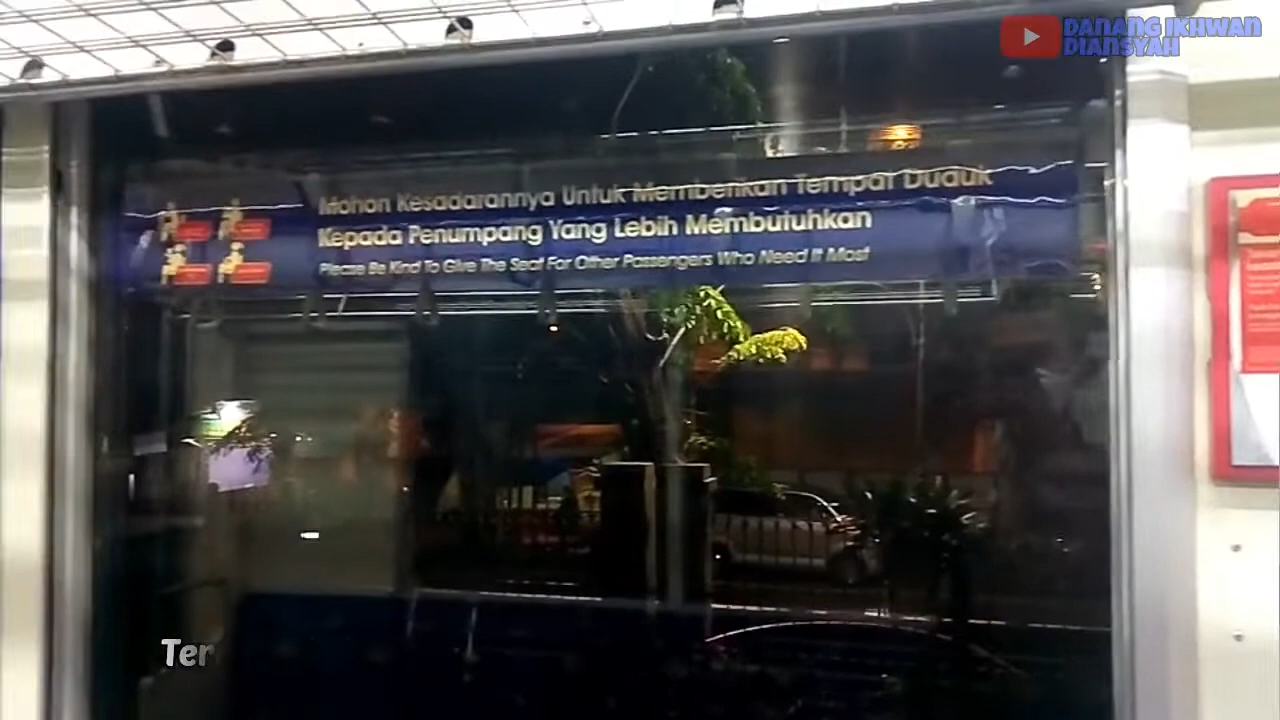 DANANG IKHWAN
DIANSYAH
Mohon Kesadarannya Untuk Memberikan Tempat Duduk
Kepada Penumpang Yang Lebih Membutuhkan
Please Be Kind To Give The Seat For Other Passengers Who Need It Most
Ter